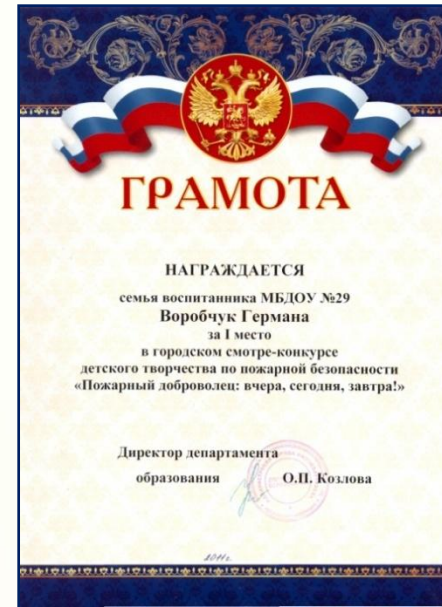 ГРАМОТА
НАГРАЖДАЕТСЯ
семья воспитанника МБДОУ №29
Воробчук Германа
за I место
в городском смотре-конкурсе
детского творчества по пожарной безопасности
«Пожарный доброволец: вчера, сегодня, завтра!»
Директор департамента
образования О.П. Козлова